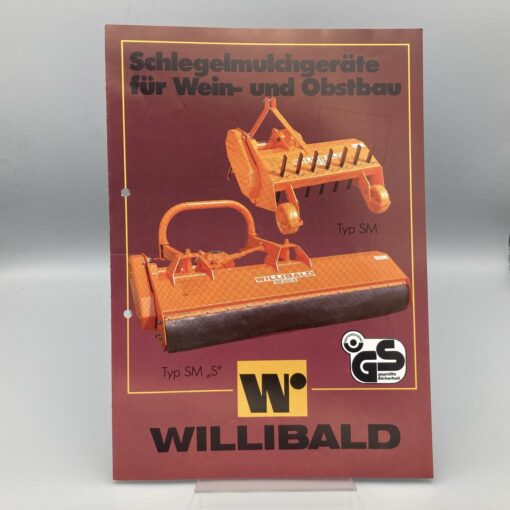 Schlegelmulchgeräte
für Wein- und Obstbau
Typ SM
WILLIBALD
Typ SM „S"
GS
geprüfte
Sicherheit
W
WILLIBALD